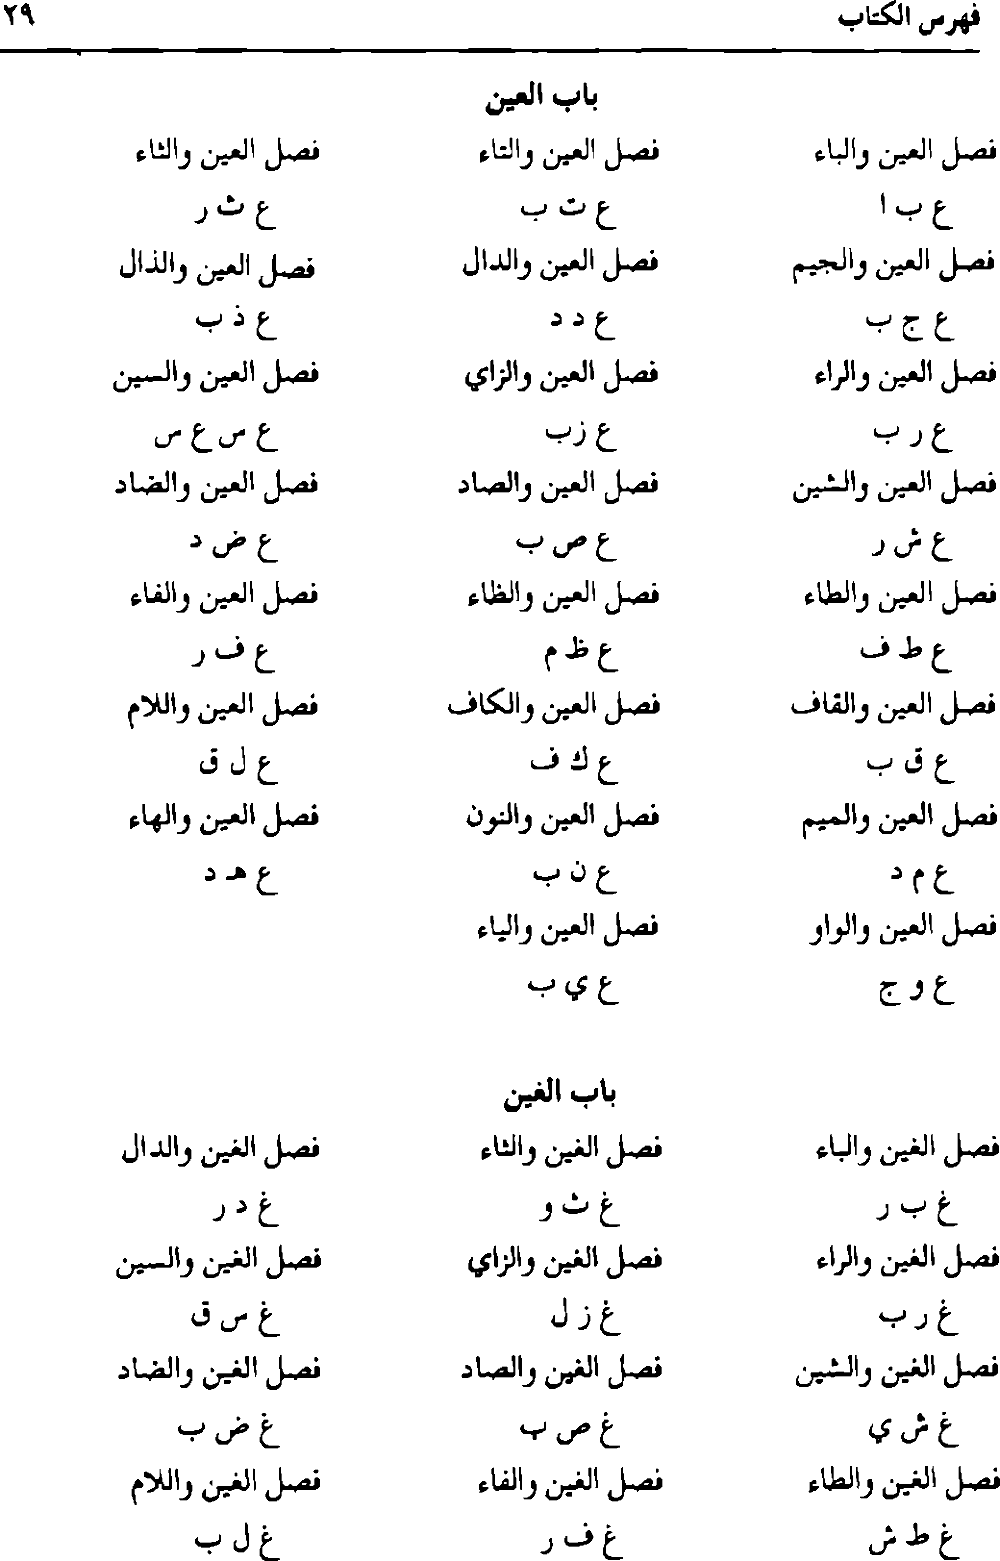 فهرس الكتاب ٢٩
باب العين
فصل العين والباء فصل العين والتاء فصل العين والثاء
ع ب ا ع ت ب ع ث ر
فصل العين والجيم فصل العين والدال فصل العين والذال
ع ج ب ع د د ع ذ ب
فصل العين والراء فصل العين والزاي فصل العين والسين
ع ر ب ع ز ب ع س ع س
فصل العين والشين فصل العين والصاد فصل العين والضاد
ع ش ر ع ص ب ع ض د
فصل العين والطاء فصل العين والظاء فصل العين والفاء
ع ط ف ع ظ م ع ف ر
فصل العين والقاف فصل العين والكاف فصل العين واللام
ع ق ب ع ك ف ع ل ق
فصل العين والميم فصل العين والنون فصل العين والهاء
ع م د ع ن ب ع هـ د
فصل العين والواو فصل العين والياء
ع و ج ع ي ب
باب الغين
فصل الغين والباء فصل الغين والثاء فصل الغين والدال
غ ب ر غ ث و غ د ر
فصل الغين والراء فصل الغين والزاي فصل الغين والسين
غ ر ب غ ز ل غ س ق
فصل الغين والشين فصل الغين والصاد فصل الغين والضاد
غ ش ي غ ص ب غ ض ب
فصل الغين والطاء فصل الغين والفاء فصل الغين واللام
غ ط ش غ ف ر غ ل ب